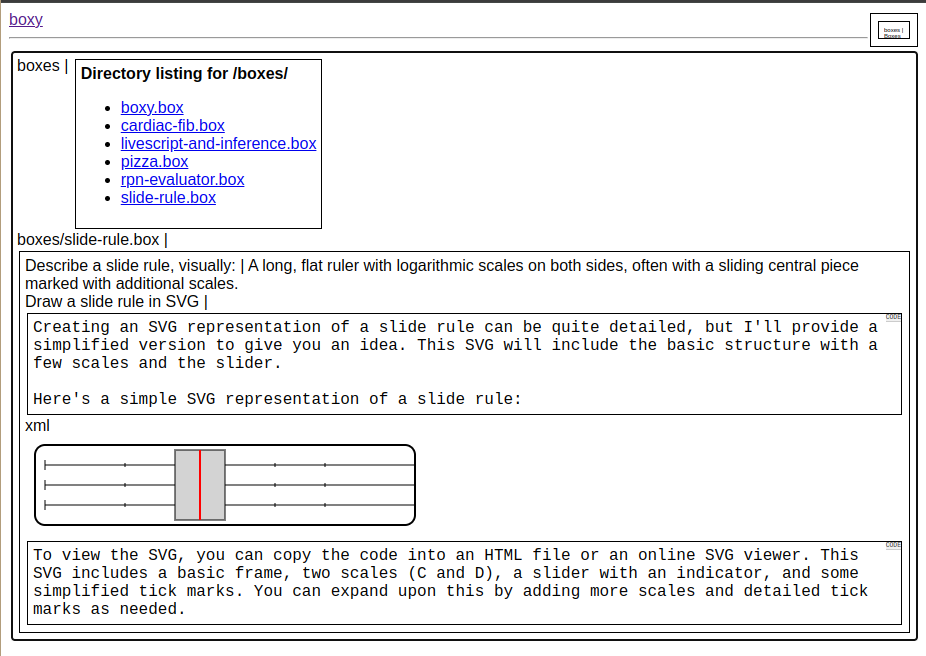 boxy
boxes |
Boxes
boxes |
Directory listing for /boxes/
boxy.box
cardiac-fib.box
livescript-and-inference.box
pizza.box
rpn-evaluator.box
slide-rule.box
boxes/slide-rule.box |
Describe a slide rule, visually: | A long, flat ruler with logarithmic scales on both sides, often with a sliding central piece
marked with additional scales.
Draw a slide rule in SVG |
CODE
Creating an SVG representation of a slide rule can be quite detailed, but I'll provide a
simplified version to give you an idea. This SVG will include the basic structure with a
few scales and the slider.
Here's a simple SVG representation of a slide rule:
xml
CODE
To view the SVG, you can copy the code into an HTML file or an online SVG viewer. This
SVG includes a basic frame, two scales (C and D), a slider with an indicator, and some
simplified tick marks. You can expand upon this by adding more scales and detailed tick
marks as needed.